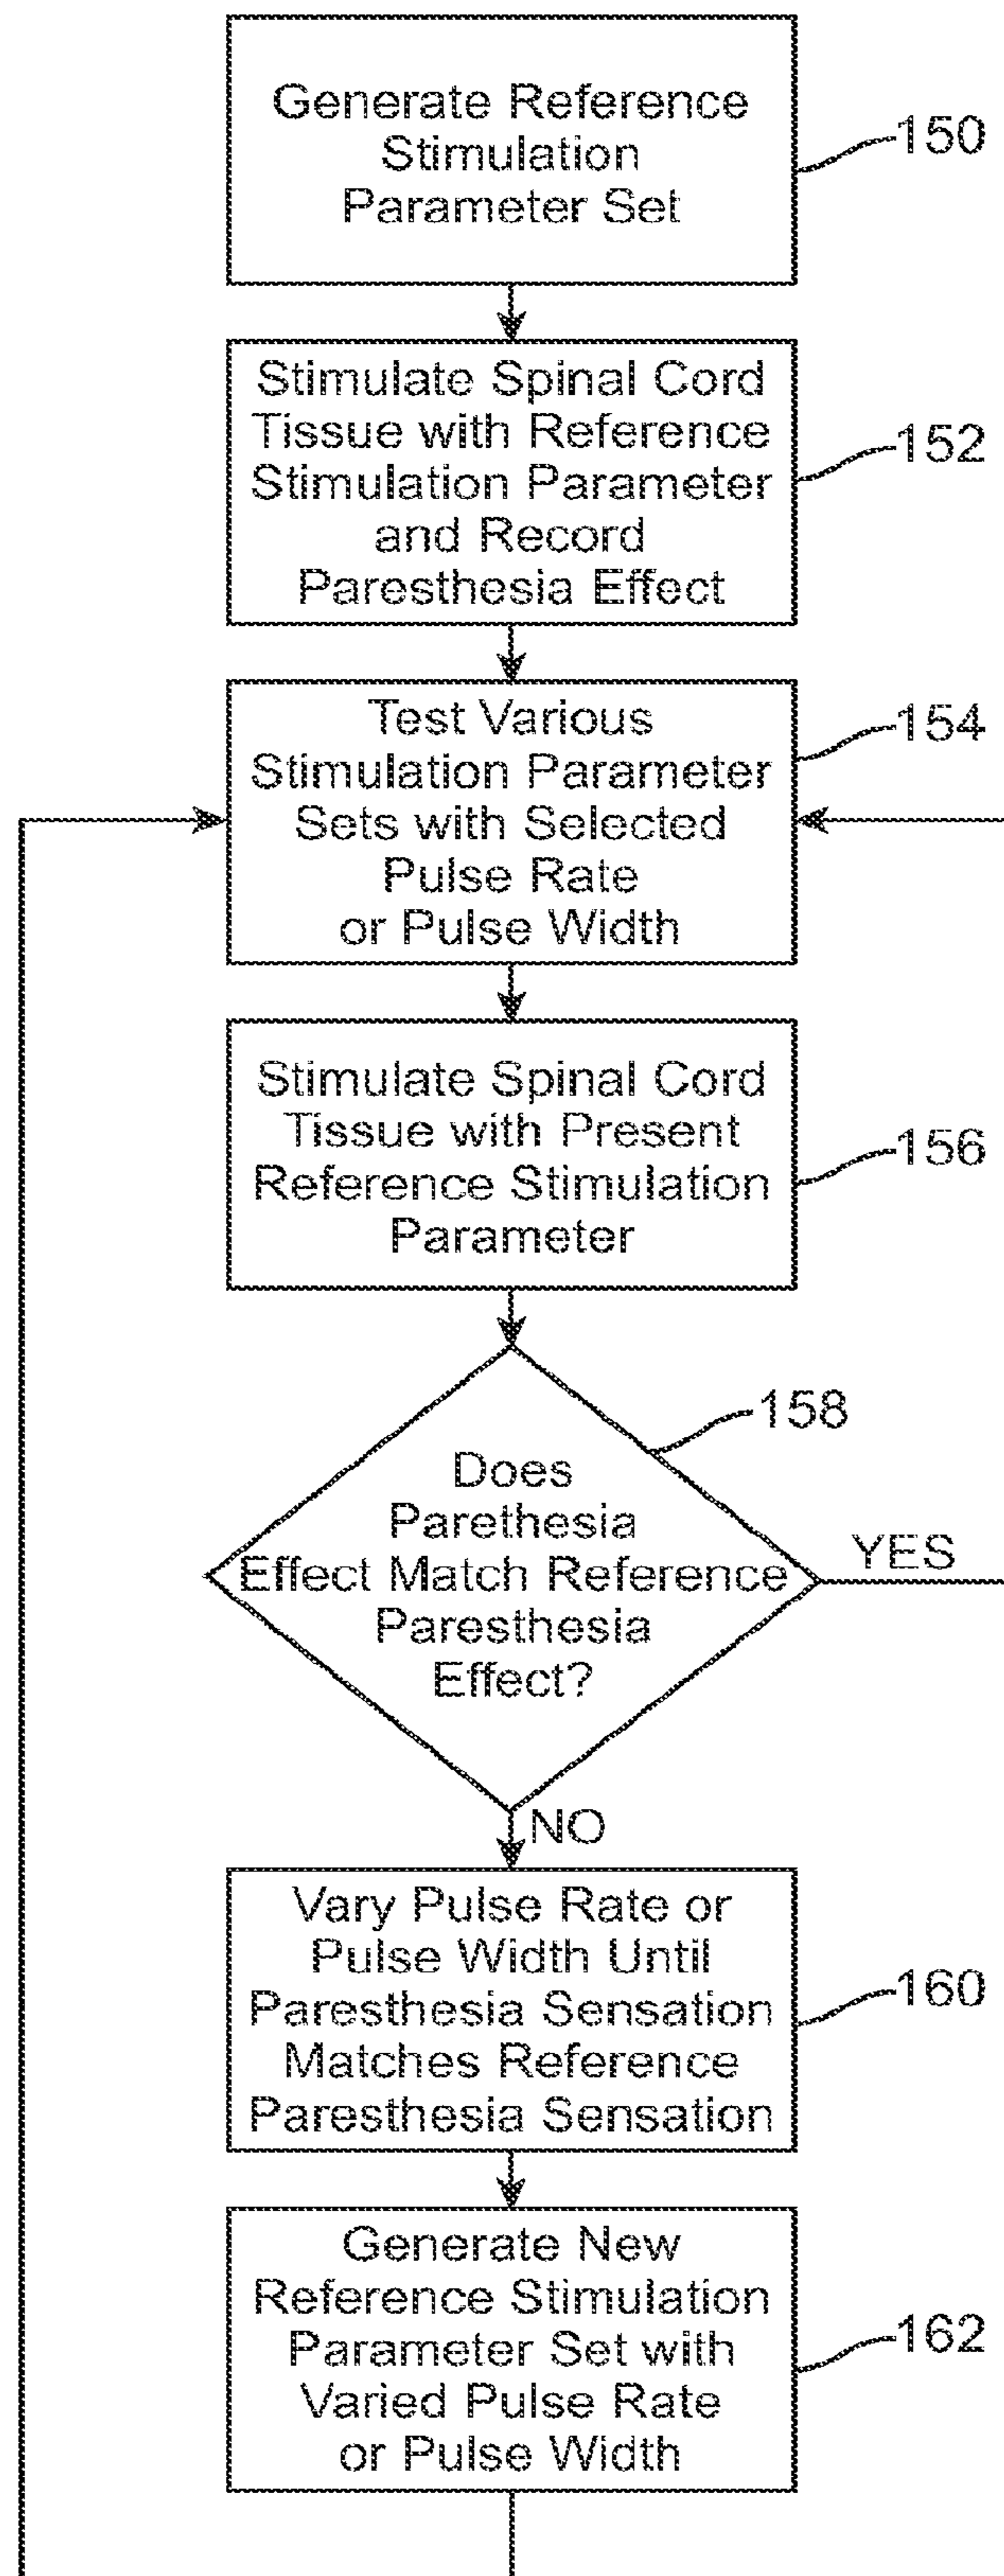 Generate Reference
Stimulation
Parameter Set
150
Stimulate Spinal Cord
Tissue with Reference
Stimulation Parameter
and Record
Paresthesia Effect
152
Test Various
Stimulation Parameter
Sets with Selected
Pulse Rate
or Pulse Width
154
Stimulate Spinal Cord
Tissue with Present
Reference Stimulation
Parameter
156
Does
Parethesia
Effect Match Reference
Paresthesia
Effect?
158
YES
NO
Vary Pulse Rate or
Pulse Width Until
Paresthesia Sensation
Matches Reference
Paresthesia Sensation
160
Generate New
Reference Stimulation
Parameter Set with
Varied Pulse Rate
or Pulse Width
162